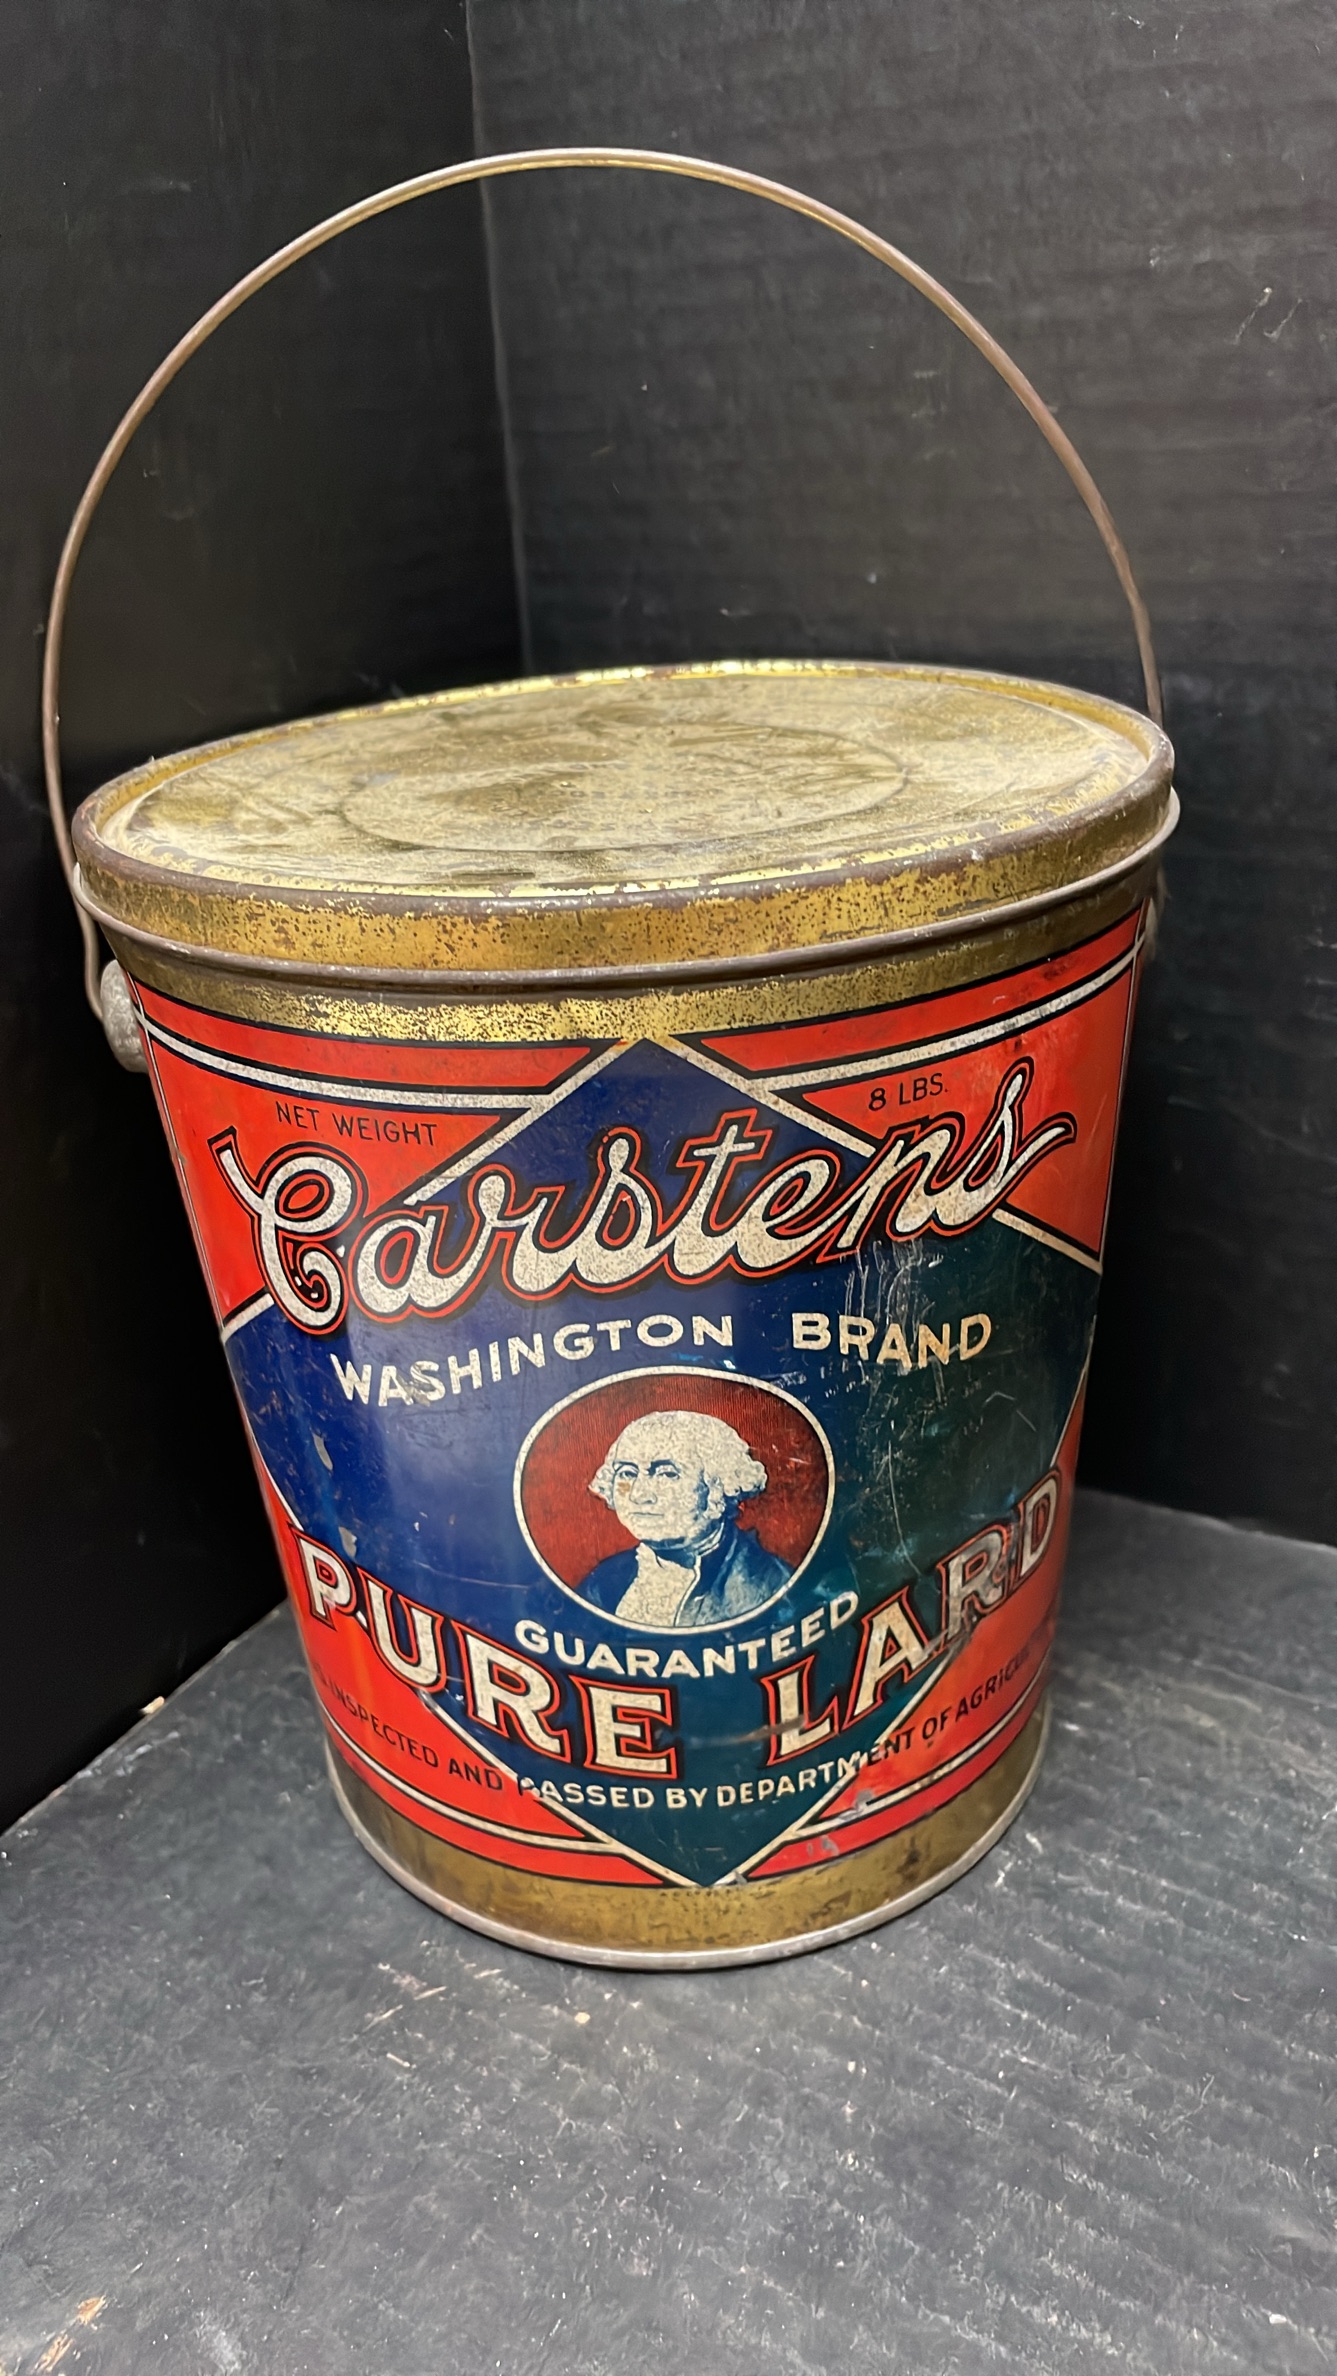 NET WEIGHT 8 LBS.
Carstens
WASHINGTON BRAND
GUARANTEED
PURE LARD
INSPECTED AND PASSED BY DEPARTMENT OF